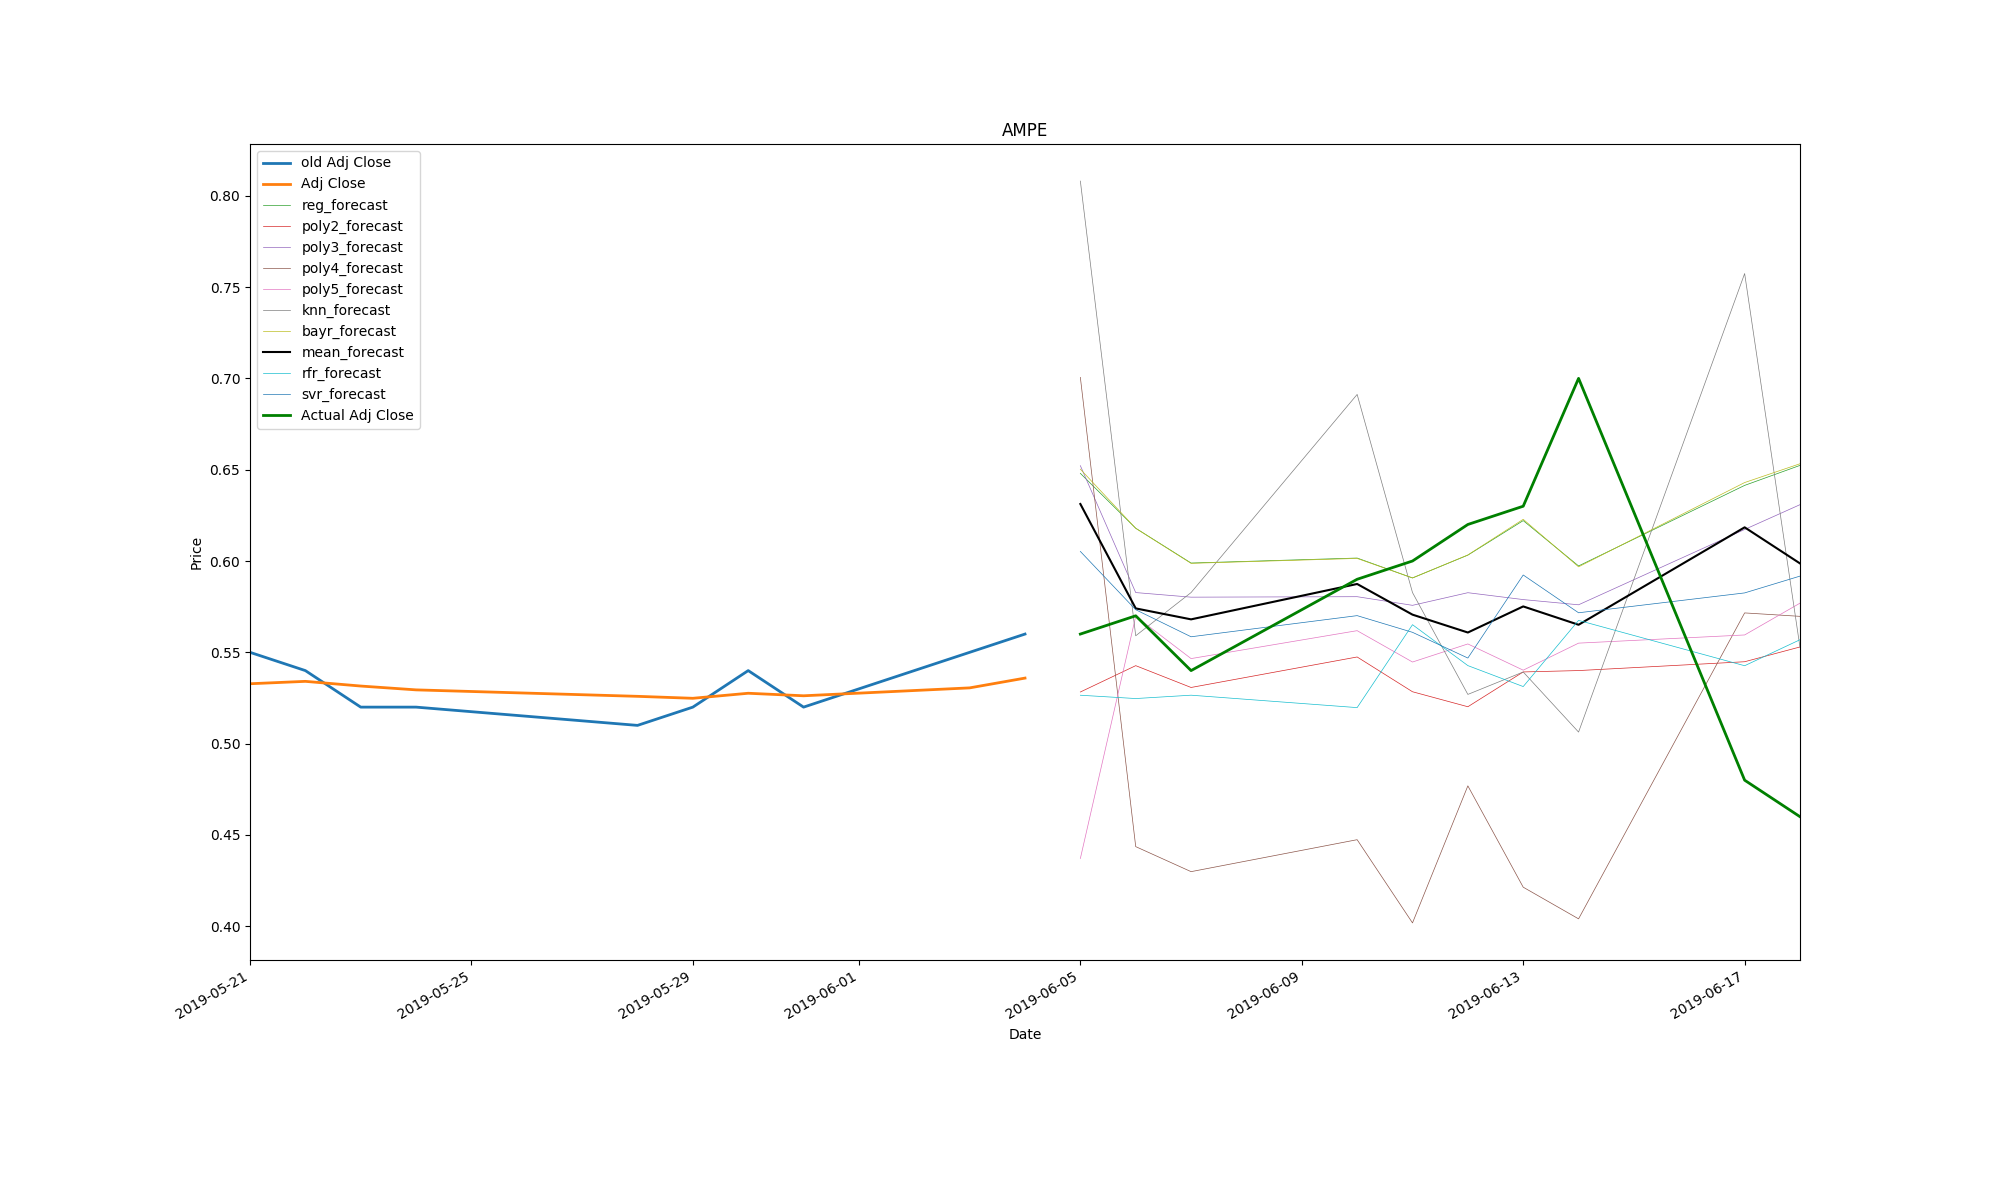 AMPE
old Adj Close
Adj Close
reg_forecast
poly2_forecast
poly3_forecast
poly4_forecast
poly5_forecast
knn_forecast
bayr_forecast
mean_forecast
rfr_forecast
svr_forecast
Actual Adj Close
0.80
0.75
0.70
0.65
0.60
0.55
0.50
0.45
0.40
Price
2019-05-21
2019-05-25
2019-05-29
2019-06-01
2019-06-05
2019-06-09
2019-06-13
2019-06-17
Date